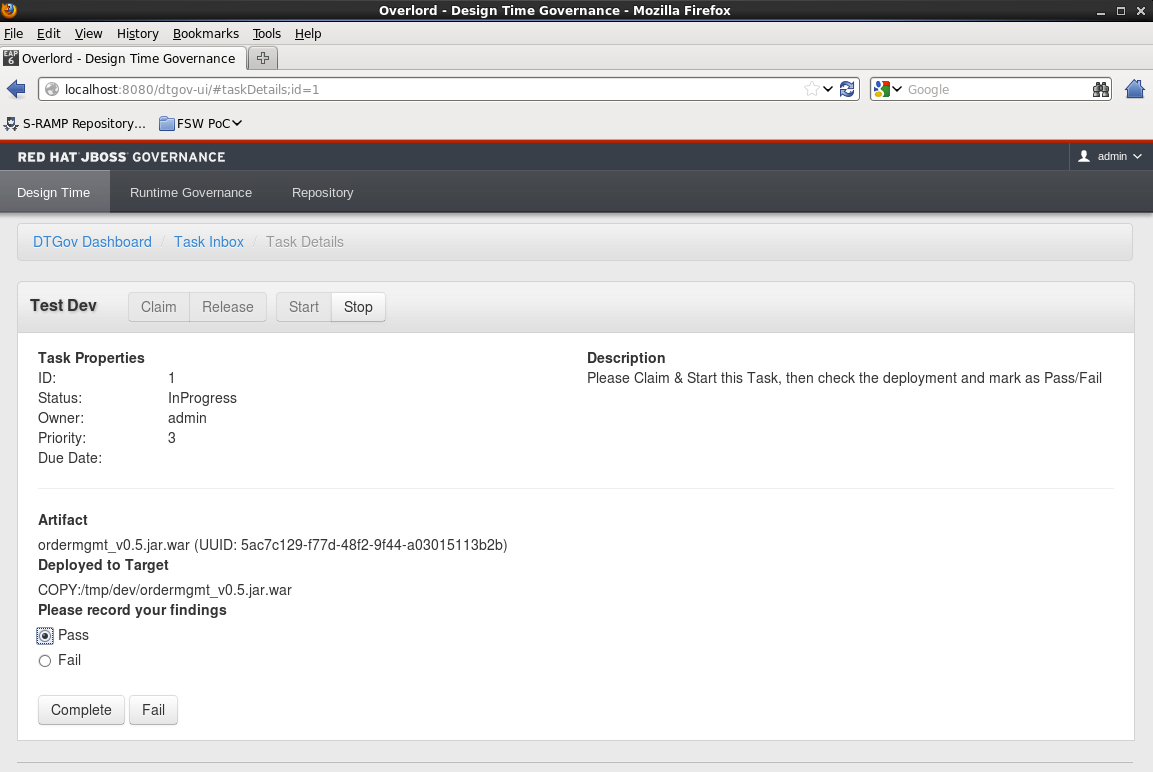 Overlord - Design Time Governance - Mozilla Firefox
File Edit View History Bookmarks Tools Help
EAP 6 Overlord - Design Time Governance
localhost:8080/dtgov-ui/#taskDetails;id=1 Google
S-RAMP Repository... FSW PoC
RED HAT JBOSS GOVERNANCE admin
Design Time Runtime Governance Repository
DTGov Dashboard / Task Inbox / Task Details
Test Dev Claim Release Start Stop
Task Properties Description
ID: 1 Please Claim & Start this Task, then check the deployment and mark as Pass/Fail
Status: InProgress
Owner: admin
Priority: 3
Due Date:
Artifact
ordermgmt_v0.5.jar.war (UUID: 5ac7c129-f77d-48f2-9f44-a03015113b2b)
Deployed to Target
COPY:/tmp/dev/ordermgmt_v0.5.jar.war
Please record your findings
Pass
Fail
Complete Fail